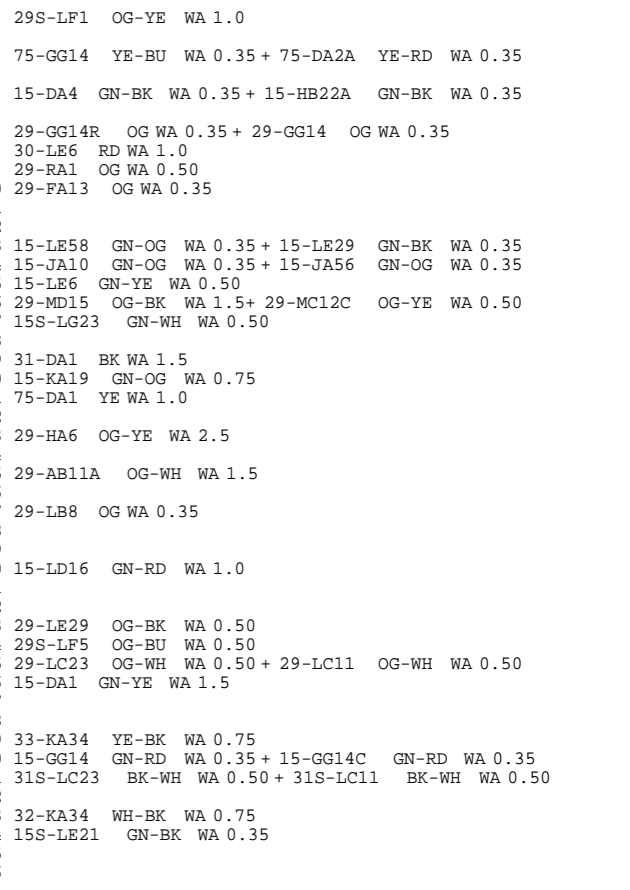 29S-LF1 OG-YE WA 1.0
75-GG14 YE-BU WA 0.35 + 75-DA2A YE-RD WA 0.35
15-DA4 GN-BK WA 0.35 + 15-HB22A GN-BK WA 0.35
29-GG14R OG WA 0.35 + 29-GG14 OG WA 0.35
30-LE6 RD WA 1.0
29-RA1 OG WA 0.50
29-FA13 OG WA 0.35
15-LE58 GN-OG WA 0.35 + 15-LE29 GN-BK WA 0.35
15-JA10 GN-OG WA 0.35 + 15-JA56 GN-OG WA 0.35
15-LE6 GN-YE WA 0.50
29-MD15 OG-BK WA 1.5+ 29-MC12C OG-YE WA 0.50
15S-LG23 GN-WH WA 0.50
31-DA1 BK WA 1.5
15-KA19 GN-OG WA 0.75
75-DA1 YE WA 1.0
29-HA6 OG-YE WA 2.5
29-AB11A OG-WH WA 1.5
29-LB8 OG WA 0.35
15-LD16 GN-RD WA 1.0
29-LE29 OG-BK WA 0.50
29S-LF5 OG-BU WA 0.50
29-LC23 OG-WH WA 0.50 + 29-LC11 OG-WH WA 0.50
15-DA1 GN-YE WA 1.5
33-KA34 YE-BK WA 0.75
15-GG14 GN-RD WA 0.35 + 15-GG14C GN-RD WA 0.35
31S-LC23 BK-WH WA 0.50 + 31S-LC11 BK-WH WA 0.50
32-KA34 WH-BK WA 0.75
15S-LE21 GN-BK WA 0.35